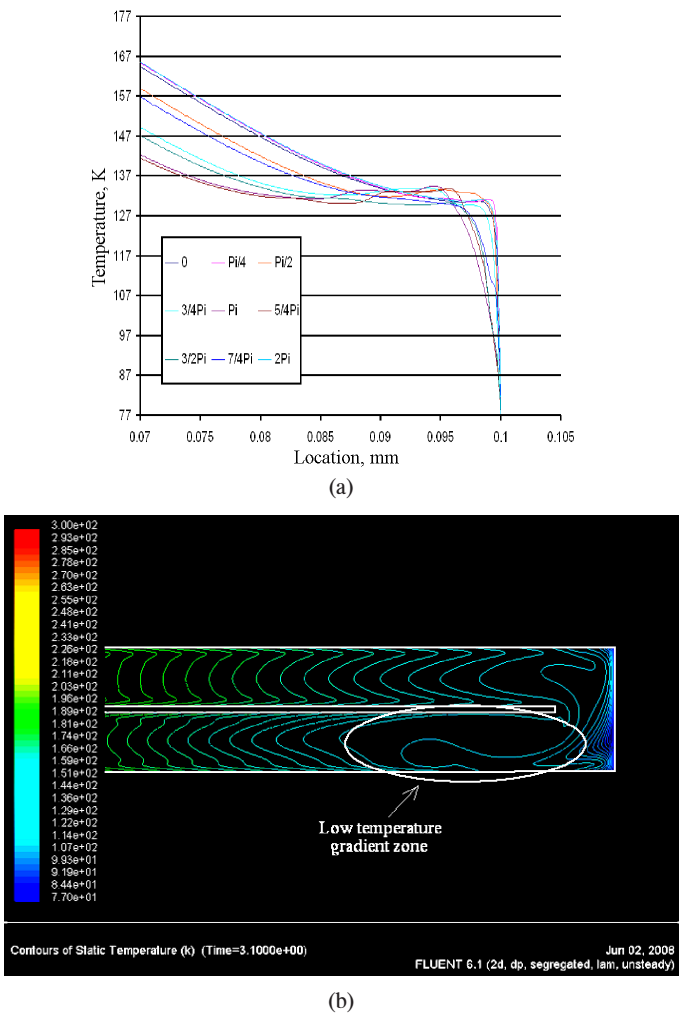 177
167
157
147
137
127
117
107
97
87
77
Temperature, K
0 Pi/4 Pi/2
3/4Pi Pi 5/4Pi
3/2Pi 7/4Pi 2Pi
0.07 0.075 0.08 0.085 0.09 0.095 0.1 0.105
Location, mm
(a)
3.00e+02
2.93e+02
2.85e+02
2.78e+02
2.70e+02
2.63e+02
2.55e+02
2.48e+02
2.41e+02
2.33e+02
2.26e+02
2.18e+02
2.11e+02
2.03e+02
1.96e+02
1.89e+02
1.81e+02
1.74e+02
1.66e+02
1.59e+02
1.51e+02
1.44e+02
1.36e+02
1.29e+02
1.22e+02
1.14e+02
1.07e+02
9.93e+01
9.19e+01
8.44e+01
7.70e+01
Low temperature
gradient zone
Contours of Static Temperature (k) (Time=3.1000e+00)
Jun 02, 2008
FLUENT 6.1 (2d, dp, segregated, lam, unsteady)
(b)